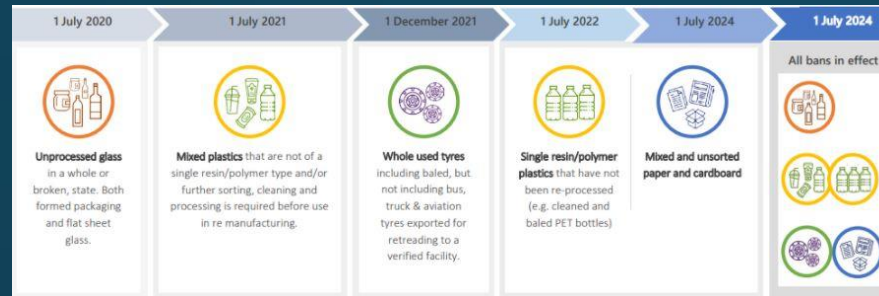 1 July 2020
1 July 2021
1 December 2021
1 July 2022
1 July 2024
1 July 2024
Unprocessed glass
in a whole or
broken, state. Both
formed packaging
and flat sheet
glass.
Mixed plastics that are not of a
single resin/polymer type and/or
further sorting, cleaning and
processing is required before use
in re manufacturing.
Whole used tyres
including baled, but
not including bus,
truck & aviation
tyres exported for
retreading to a
verified facility.
Single resin/polymer
plastics that have not
been re-processed
(e.g. cleaned and
baled PET bottles)
Mixed and unsorted
paper and cardboard
All bans in effect